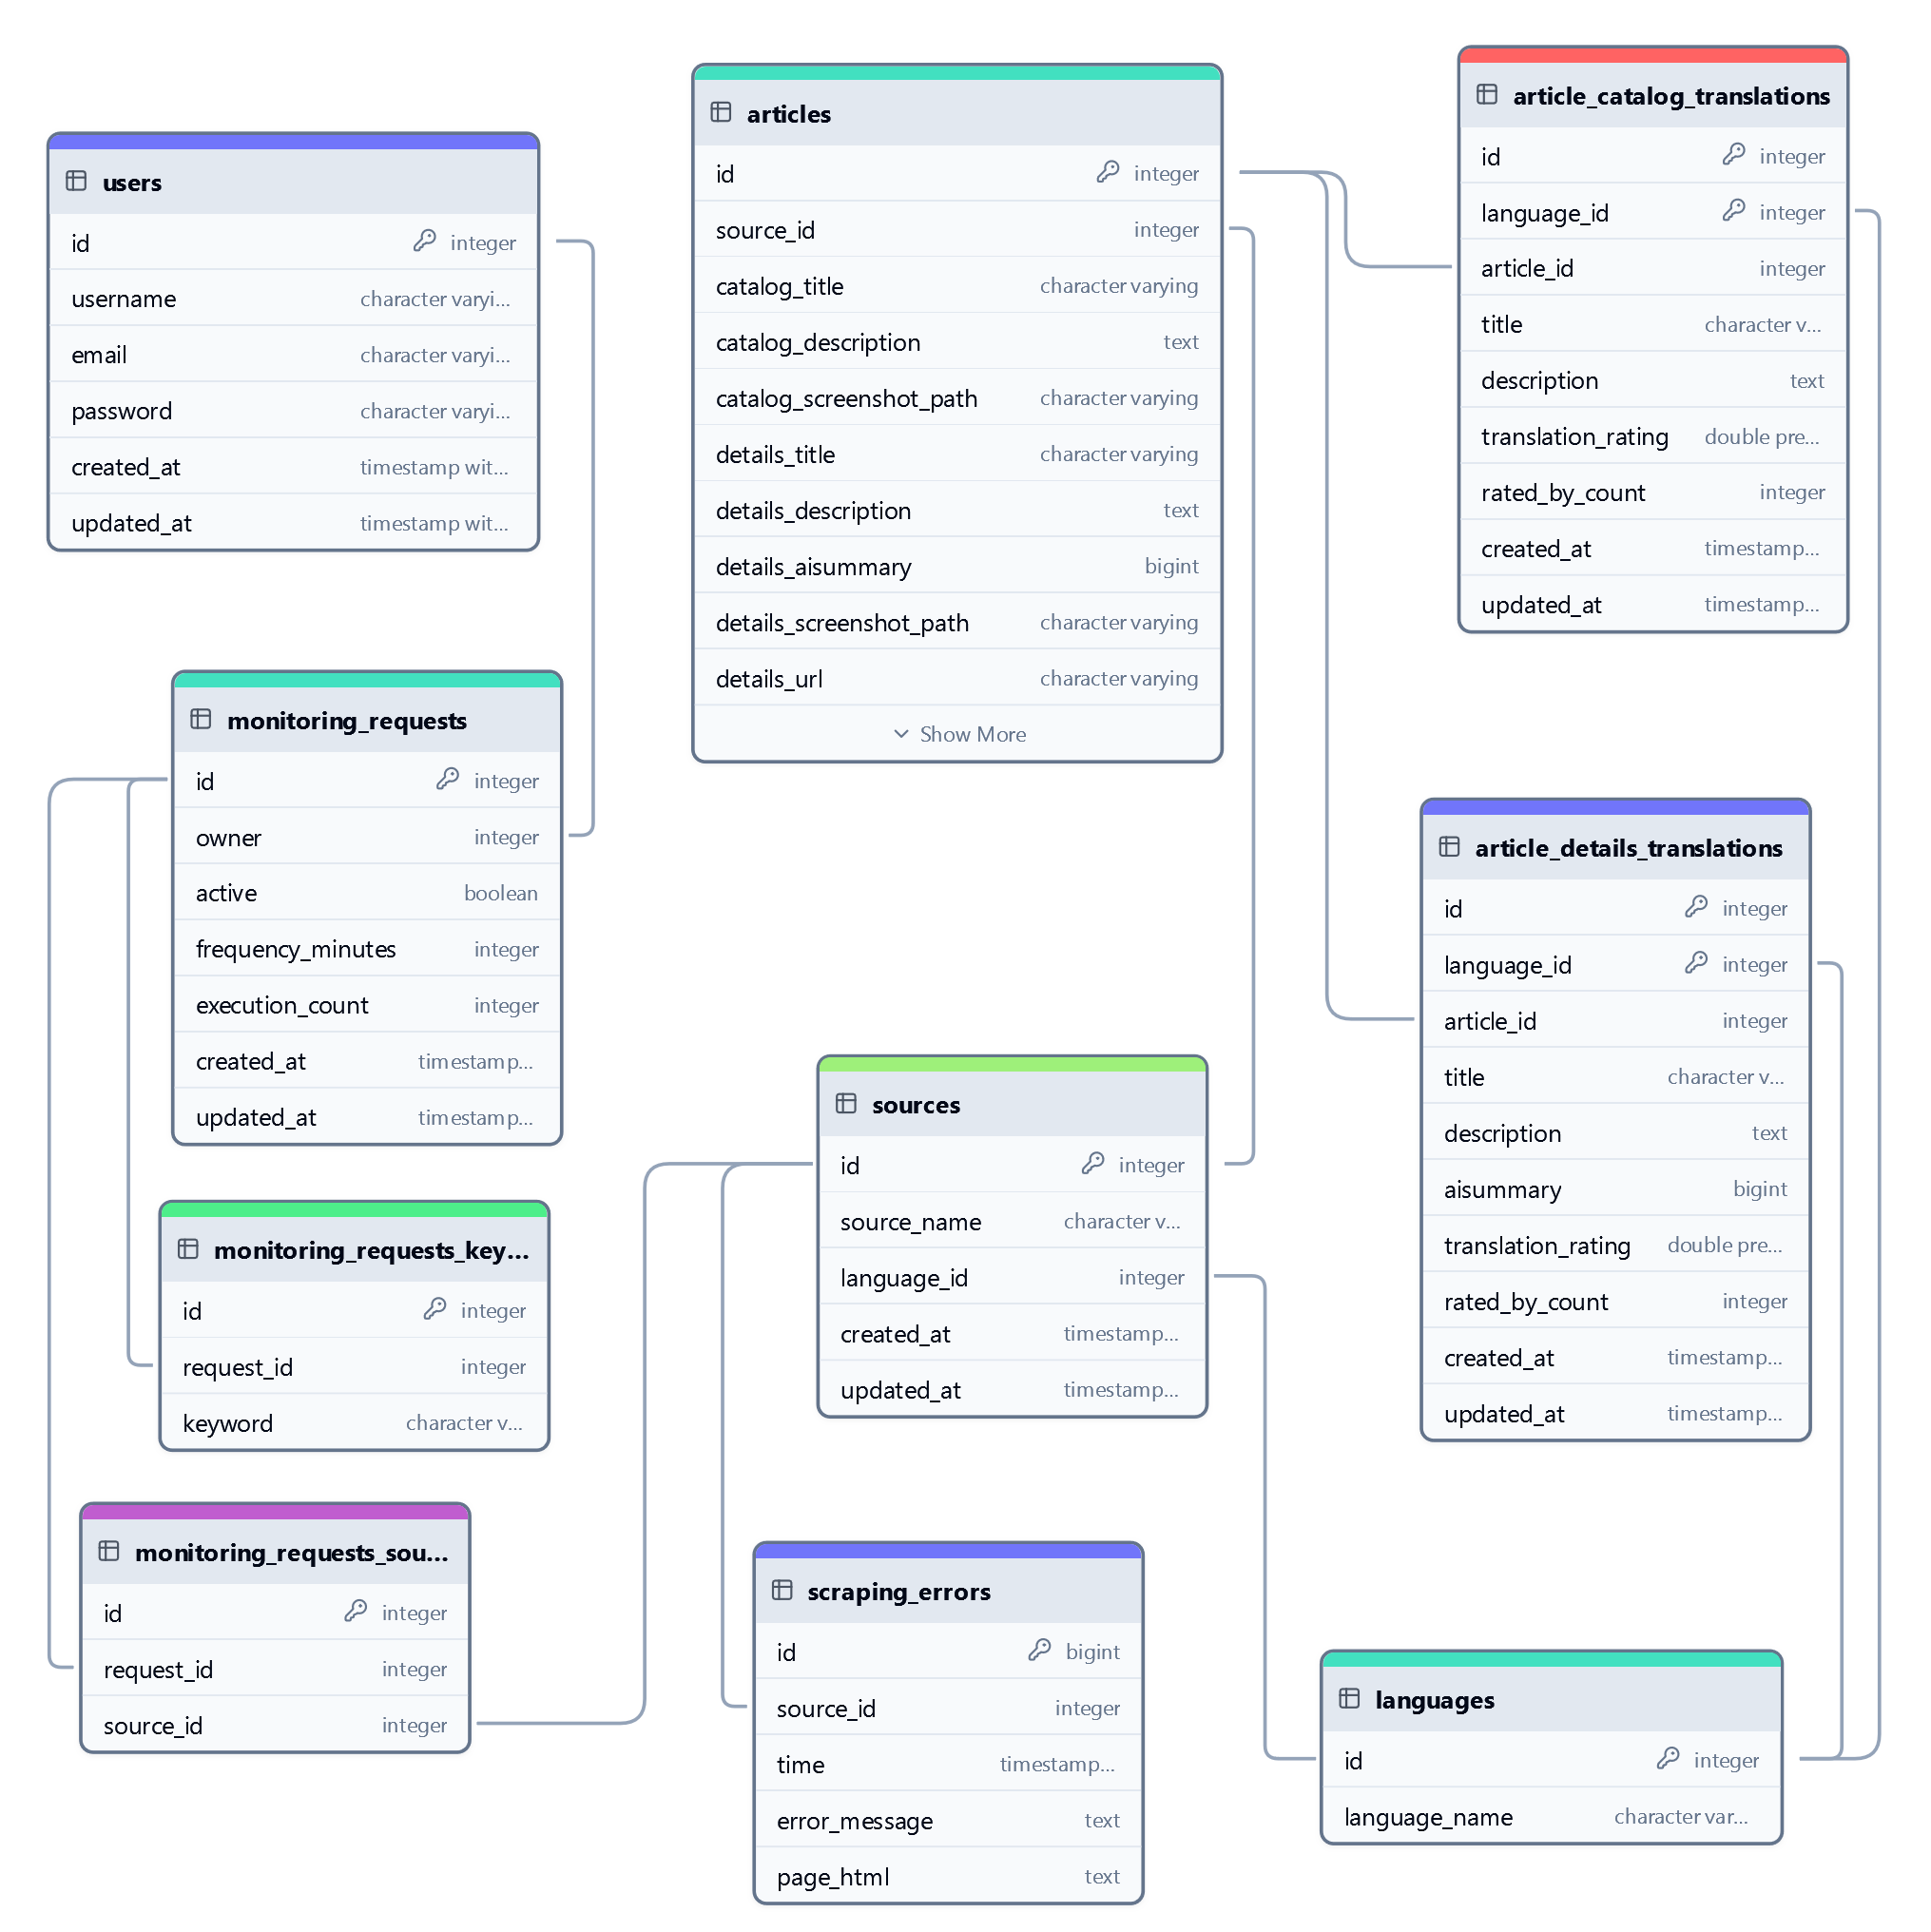 users
id integer
username character varyi...
email character varyi...
password character varyi...
created_at timestamp wit...
updated_at timestamp wit...
monitoring_requests
id integer
owner integer
active boolean
frequency_minutes integer
execution_count integer
created_at timestamp...
updated_at timestamp...
monitoring_requests_key...
id integer
request_id integer
keyword character v...
monitoring_requests_sou...
id integer
request_id integer
source_id integer
articles
id integer
source_id integer
catalog_title character varying
catalog_description text
catalog_screenshot_path character varying
details_title character varying
details_description text
details_aisummary bigint
details_screenshot_path character varying
details_url character varying
Show More
sources
id integer
source_name character v...
language_id integer
created_at timestamp...
updated_at timestamp...
scraping_errors
id bigint
source_id integer
time timestamp...
error_message text
page_html text
article_catalog_translations
id integer
language_id integer
article_id integer
title character v...
description text
translation_rating double pre...
rated_by_count integer
created_at timestamp...
updated_at timestamp...
article_details_translations
id integer
language_id integer
article_id integer
title character v...
description text
aisummary bigint
translation_rating double pre...
rated_by_count integer
created_at timestamp...
updated_at timestamp...
languages
id integer
language_name character var...